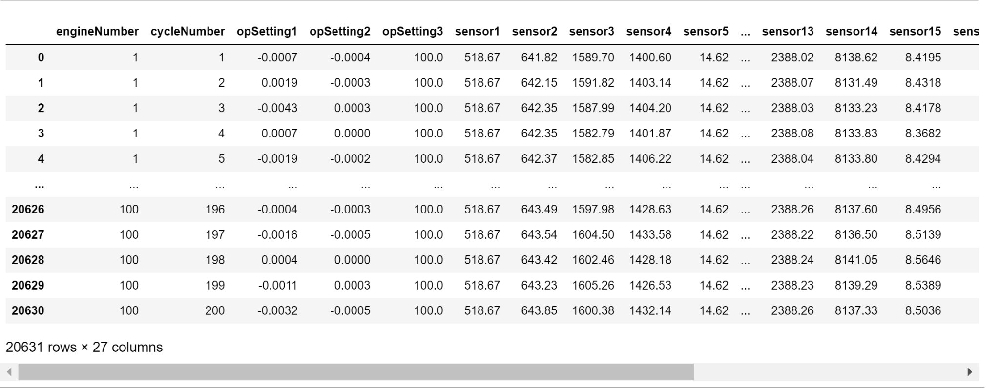 engineNumber cycleNumber opSetting1 opSetting2 opSetting3 sensor1 sensor2 sensor3 sensor4 sensor5 ... sensor13 sensor14 sensor15 sens
0 1 1 -0.0007 -0.0004 100.0 518.67 641.82 1589.70 1400.60 14.62 ... 2388.02 8138.62 8.4195
1 1 2 0.0019 -0.0003 100.0 518.67 642.15 1591.82 1403.14 14.62 ... 2388.07 8131.49 8.4318
2 1 3 -0.0043 0.0003 100.0 518.67 642.35 1587.99 1404.20 14.62 ... 2388.03 8133.23 8.4178
3 1 4 0.0007 0.0000 100.0 518.67 642.35 1582.79 1401.87 14.62 ... 2388.08 8133.83 8.3682
4 1 5 -0.0019 -0.0002 100.0 518.67 642.37 1582.85 1406.22 14.62 ... 2388.04 8133.80 8.4294
... ... ... ... ... ... ... ... ... ... ... ... ... ... ...
20626 100 196 -0.0004 -0.0003 100.0 518.67 643.49 1597.98 1428.63 14.62 ... 2388.26 8137.60 8.4956
20627 100 197 -0.0016 -0.0005 100.0 518.67 643.54 1604.50 1433.58 14.62 ... 2388.22 8136.50 8.5139
20628 100 198 0.0004 0.0000 100.0 518.67 643.42 1602.46 1428.18 14.62 ... 2388.24 8141.05 8.5646
20629 100 199 -0.0011 0.0003 100.0 518.67 643.23 1605.26 1426.53 14.62 ... 2388.23 8139.29 8.5389
20630 100 200 -0.0032 -0.0005 100.0 518.67 643.85 1600.38 1432.14 14.62 ... 2388.26 8137.33 8.5036
20631 rows × 27 columns